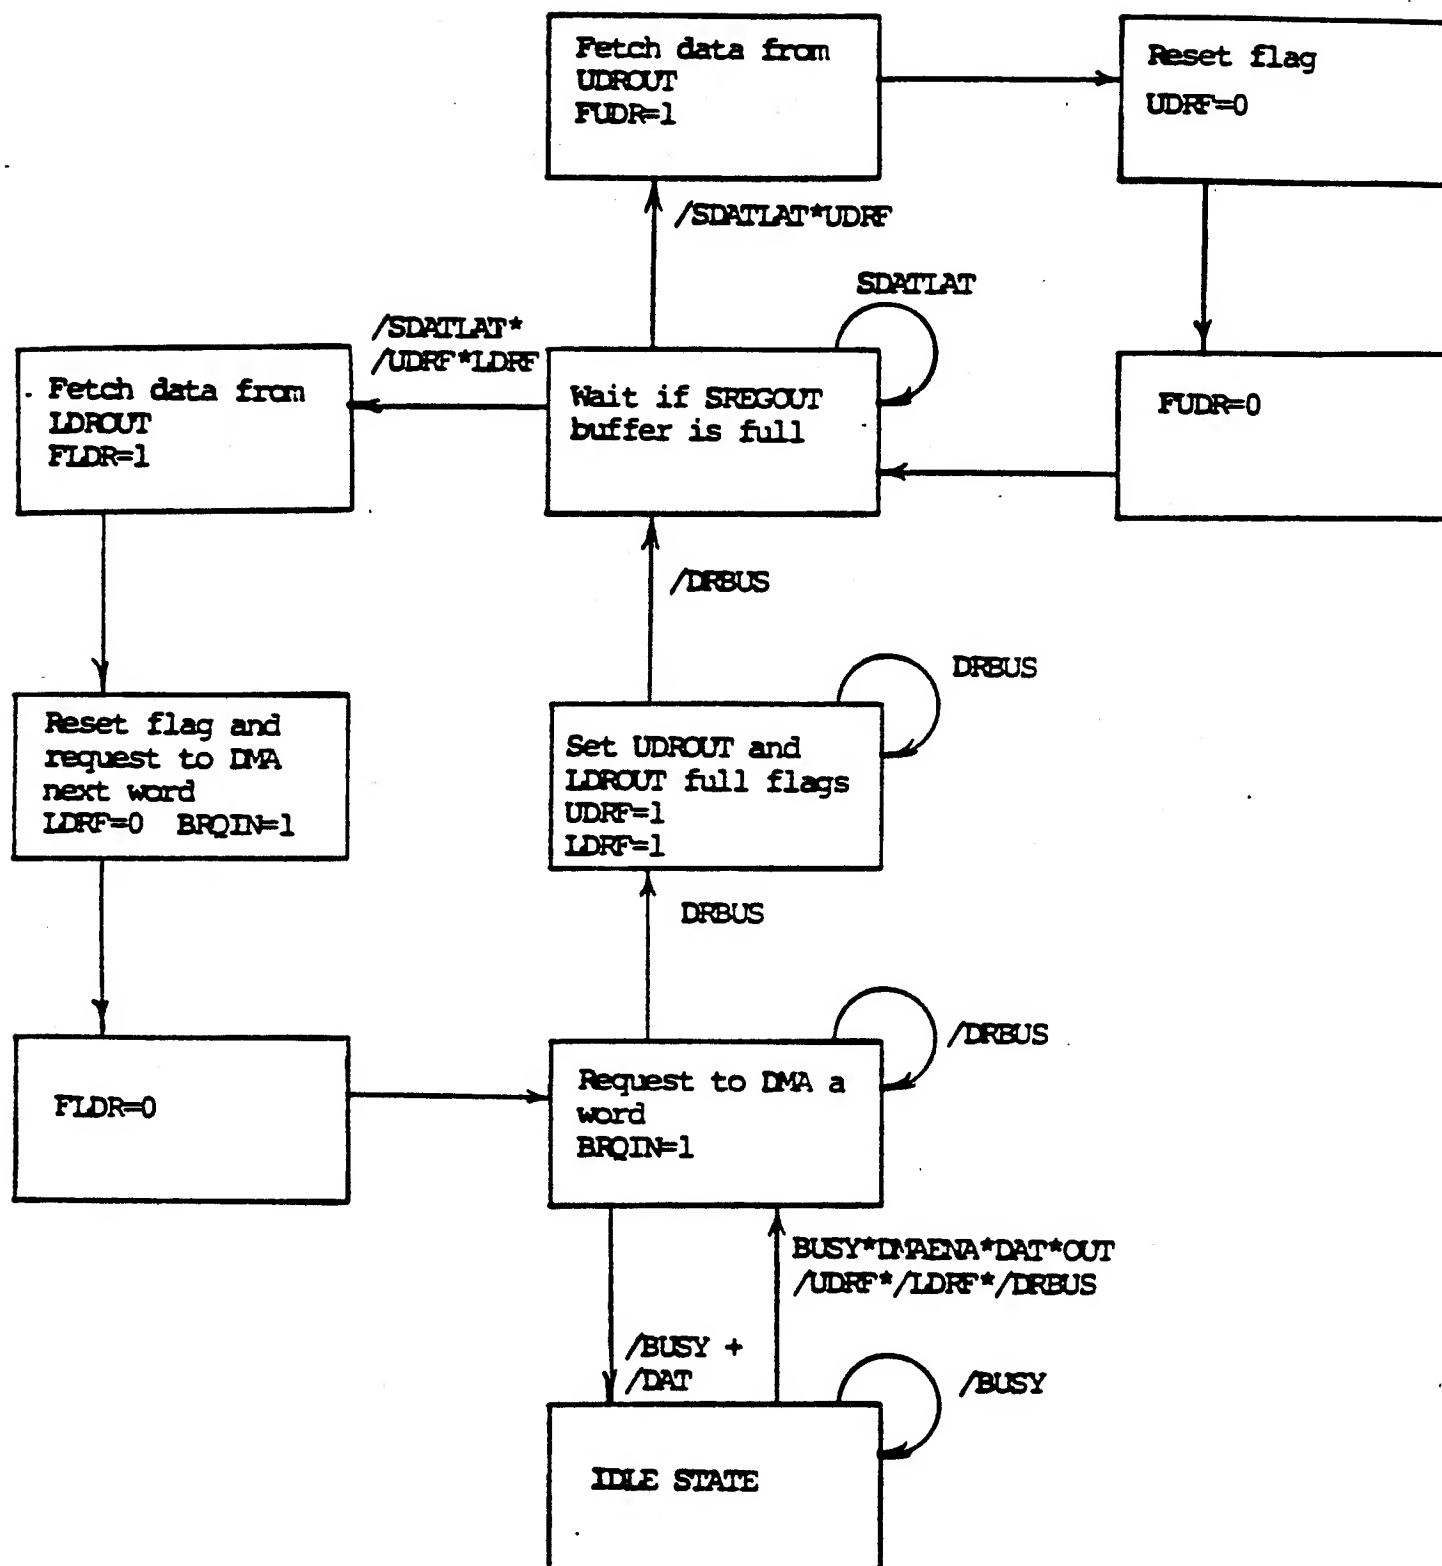 Fetch data from
UDROUT
FUDR=1
Reset flag
UDRF=0
/SDATLAT*UDRF
SDATLAT
/SDATLAT*
/UDRF*LDRF
Fetch data from
LDROUT
FLDR=1
Wait if SREGOUT
buffer is full
FUDR=0
/DRBUS
DRBUS
Reset flag and
request to DMA
next word
LDRF=0 BRQIN=1
Set UDROUT and
LDROUT full flags
UDRF=1
LDRF=1
DRBUS
/DRBUS
FLDR=0
Request to DMA a
word
BRQIN=1
BUSY*DMAENA*DAT*OUT
/UDRF*/LDRF*/DRBUS
/BUSY +
/DAT
/BUSY
IDLE STATE